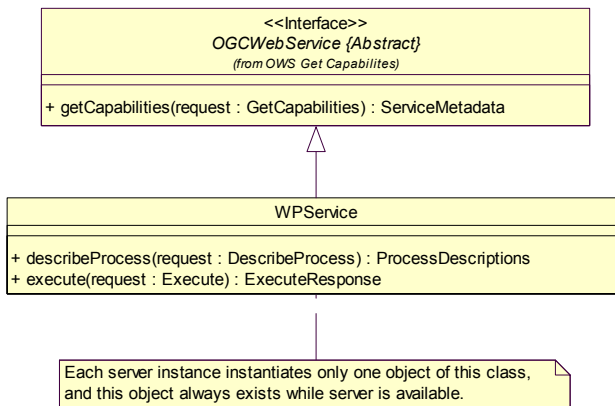 <<Interface>>
OGCWebService {Abstract}
(from OWS Get Capabilites)
+ getCapabilities(request : GetCapabilities) : ServiceMetadata
WPService
+ describeProcess(request : DescribeProcess) : ProcessDescriptions
+ execute(request : Execute) : ExecuteResponse
Each server instance instantiates only one object of this class,
and this object always exists while server is available.